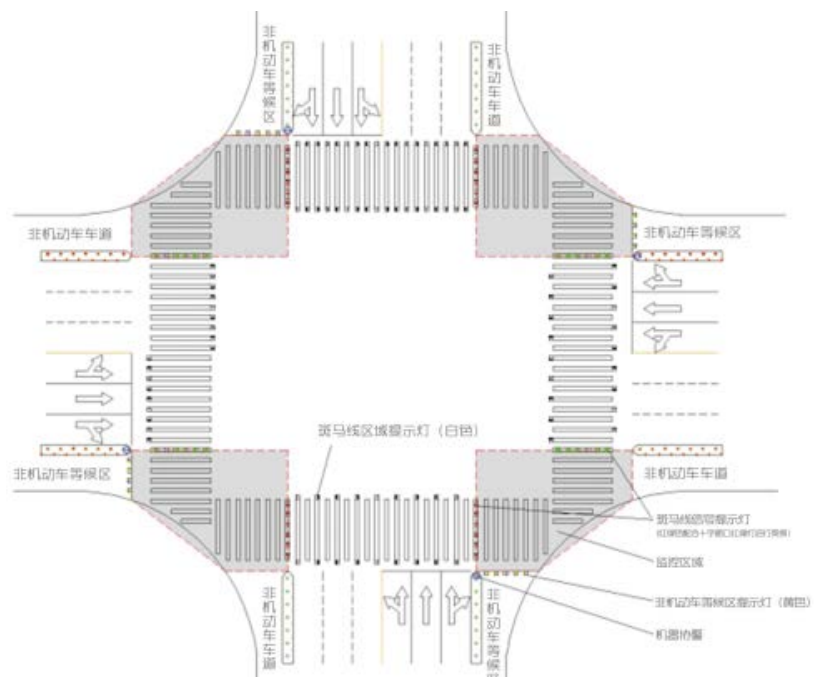 非机动车等候区
非机动车车道
非机动车车道
非机动车等候区
斑马线区域提示灯（白色）
非机动车等候区
非机动车车道
斑马线信号提示灯
监控区域
非机动车等候区提示灯（黄色）
机器协警
非机动车车道
非机动车等候区